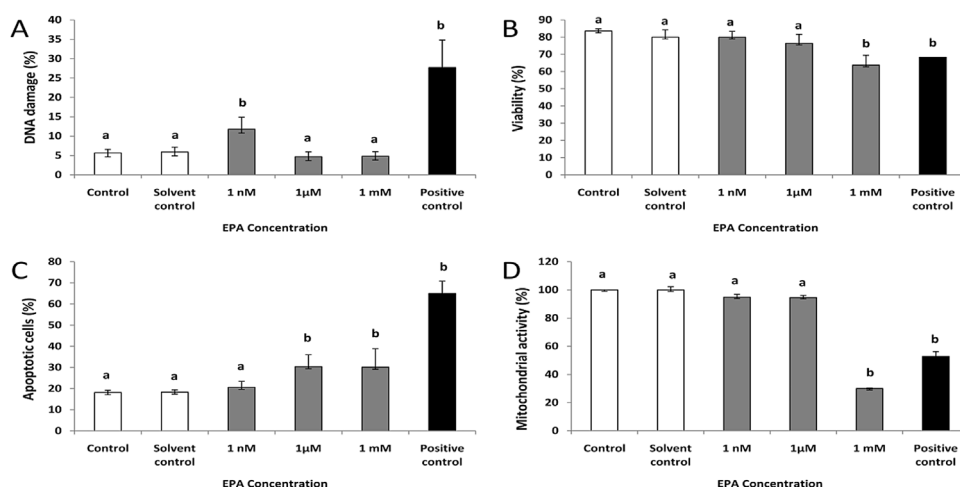 A
DNA damage (%)
40
35
30
25
20
15
10
5
0
a
a
b
a
a
b
Control
Solvent control
1 nM
1µM
1 mM
Positive control
EPA Concentration
B
Viability (%)
90
80
70
60
50
40
30
20
10
0
a
a
a
a
b
b
Control
Solvent control
1 nM
1µM
1 mM
Positive control
EPA Concentration
C
Apoptotic cells (%)
80
70
60
50
40
30
20
10
0
a
a
a
b
b
b
Control
Solvent control
1 nM
1µM
1 mM
Positive control
EPA Concentration
D
Mitochondrial activity (%)
120
100
80
60
40
20
0
a
a
a
a
b
b
Control
Solvent control
1 nM
1µM
1 mM
Positive control
EPA Concentration